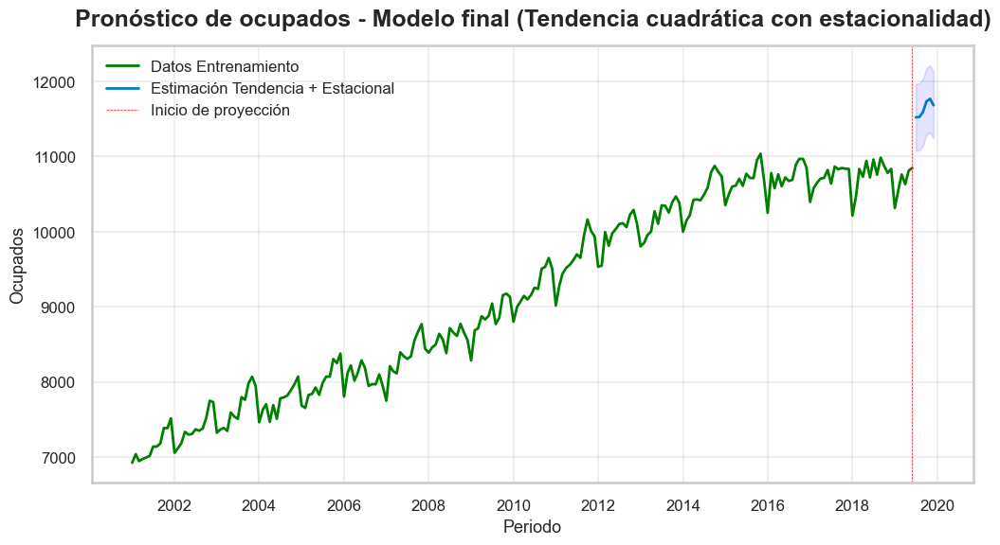 Pronóstico de ocupados - Modelo final (Tendencia cuadrática con estacionalidad)
Datos Entrenamiento
Estimación Tendencia + Estacional
Inicio de proyección
12000
11000
10000
9000
8000
7000
Ocupados
2002 2004 2006 2008 2010 2012 2014 2016 2018 2020
Periodo